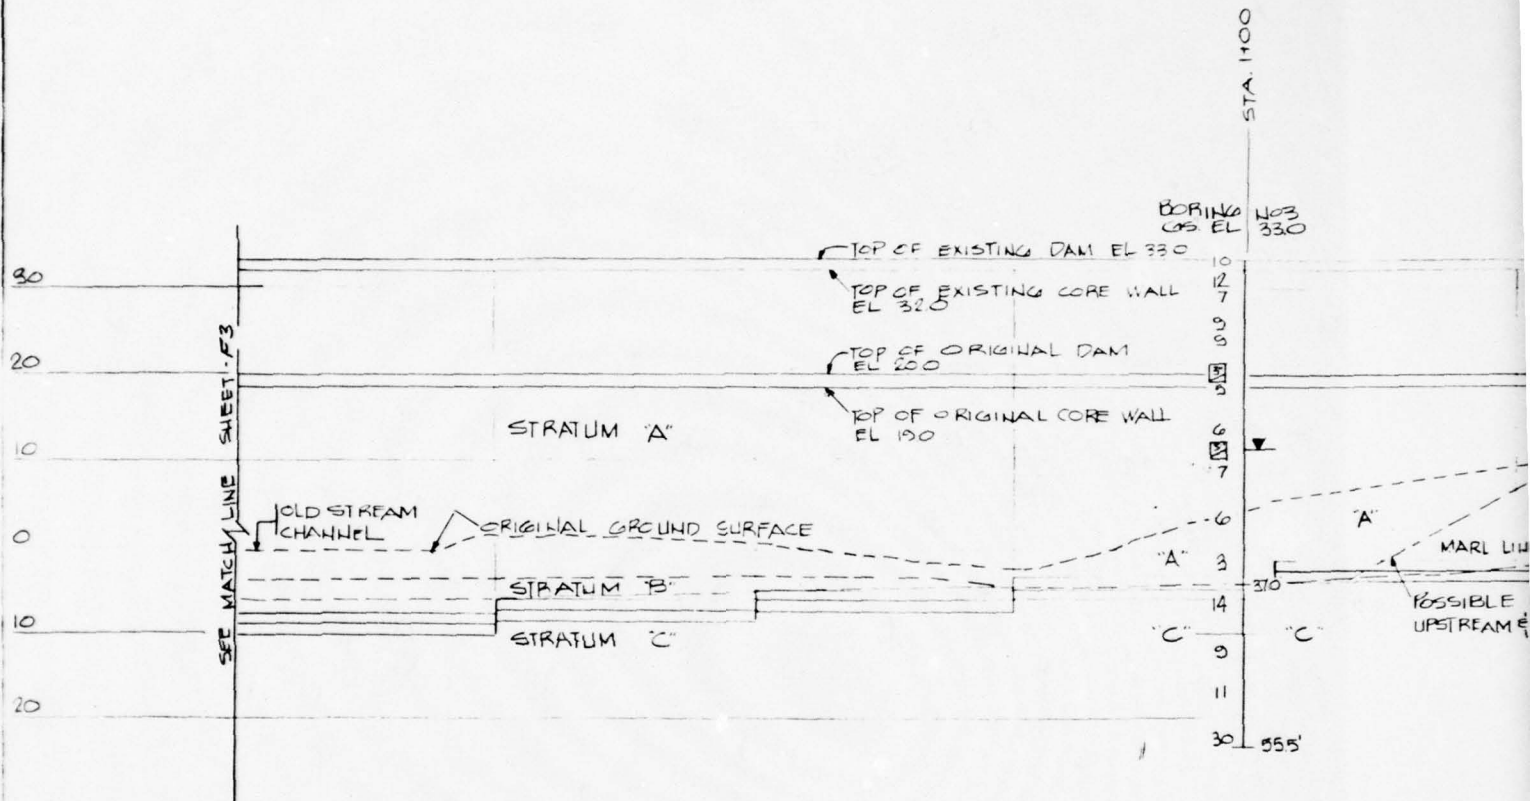 STA. 1+00
BORING NO3
GS. EL 33.0
TOP OF EXISTING DAM EL 33.0
10
30
TOP OF EXISTING CORE WALL
EL 32.0
12
7
9
9
SEE MATCH LINE SHEET-F3
20
TOP OF ORIGINAL DAM
EL 20.0
5
TOP OF ORIGINAL CORE WALL
EL 19.0
STRATUM "A"
6
10
7
OLD STREAM
CHANNEL
ORIGINAL GROUND SURFACE
6
"A"
0
"A"
3
MARL
STRATUM "B"
37.0
14
POSSIBLE
UPSTREAM &
10
STRATUM "C"
"C"
"C"
9
11
20
30
55.5'